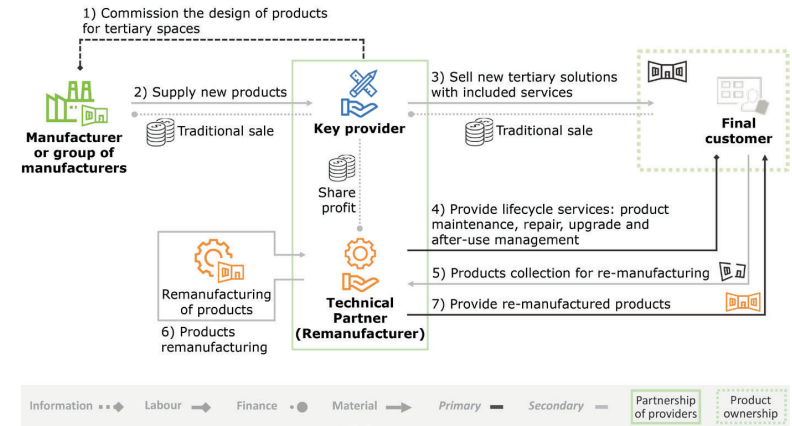 1) Commission the design of products
for tertiary spaces
2) Supply new products
3) Sell new tertiary solutions
with included services
Key provider
Final
customer
Traditional sale
Traditional sale
Manufacturer
or group of
manufacturers
Share
profit
4) Provide lifecycle services: product
maintenance, repair, upgrade and
after-use management
5) Products collection for re-manufacturing
Remanufacturing
of products
Technical
Partner
(Remanufacturer)
7) Provide re-manufactured products
6) Products
remanufacturing
Information
Labour
Finance
Material
Primary
Secondary
Partnership
of providers
Product
ownership